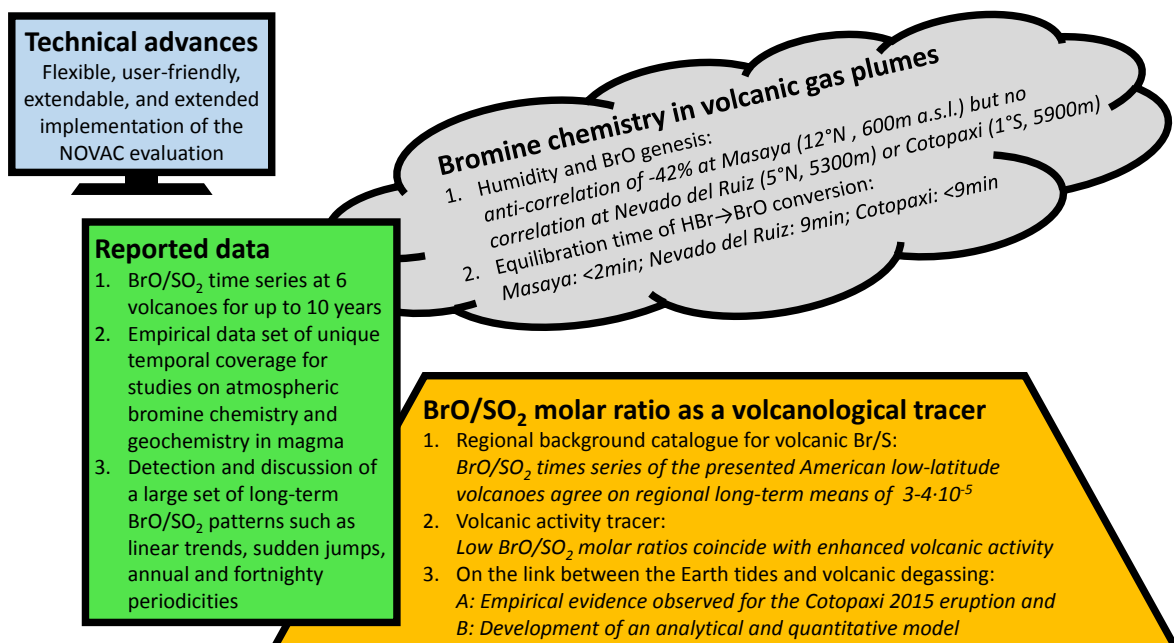 Technical advances
Flexible, user-friendly,
extendable, and extended
implementation of the
NOVAC evaluation
Bromine chemistry in volcanic gas plumes
1. Humidity and BrO genesis:
anti-correlation of -42% at Masaya (12°N , 600m a.s.l.) but no
correlation at Nevado del Ruiz (5°N, 5300m) or Cotopaxi (1°S, 5900m)
2. Equilibration time of HBr→BrO conversion:
Masaya: <2min; Nevado del Ruiz: 9min; Cotopaxi: <9min
Reported data
1. BrO/SO₂ time series at 6
volcanoes for up to 10 years
2. Empirical data set of unique
temporal coverage for
studies on atmospheric
bromine chemistry and
geochemistry in magma
3. Detection and discussion of
a large set of long-term
BrO/SO₂ patterns such as
linear trends, sudden jumps,
annual and fortnighty
periodicities
BrO/SO₂ molar ratio as a volcanological tracer
1. Regional background catalogue for volcanic Br/S:
BrO/SO₂ times series of the presented American low-latitude
volcanoes agree on regional long-term means of 3-4·10⁻⁵
2. Volcanic activity tracer:
Low BrO/SO₂ molar ratios coincide with enhanced volcanic activity
3. On the link between the Earth tides and volcanic degassing:
A: Empirical evidence observed for the Cotopaxi 2015 eruption and
B: Development of an analytical and quantitative model